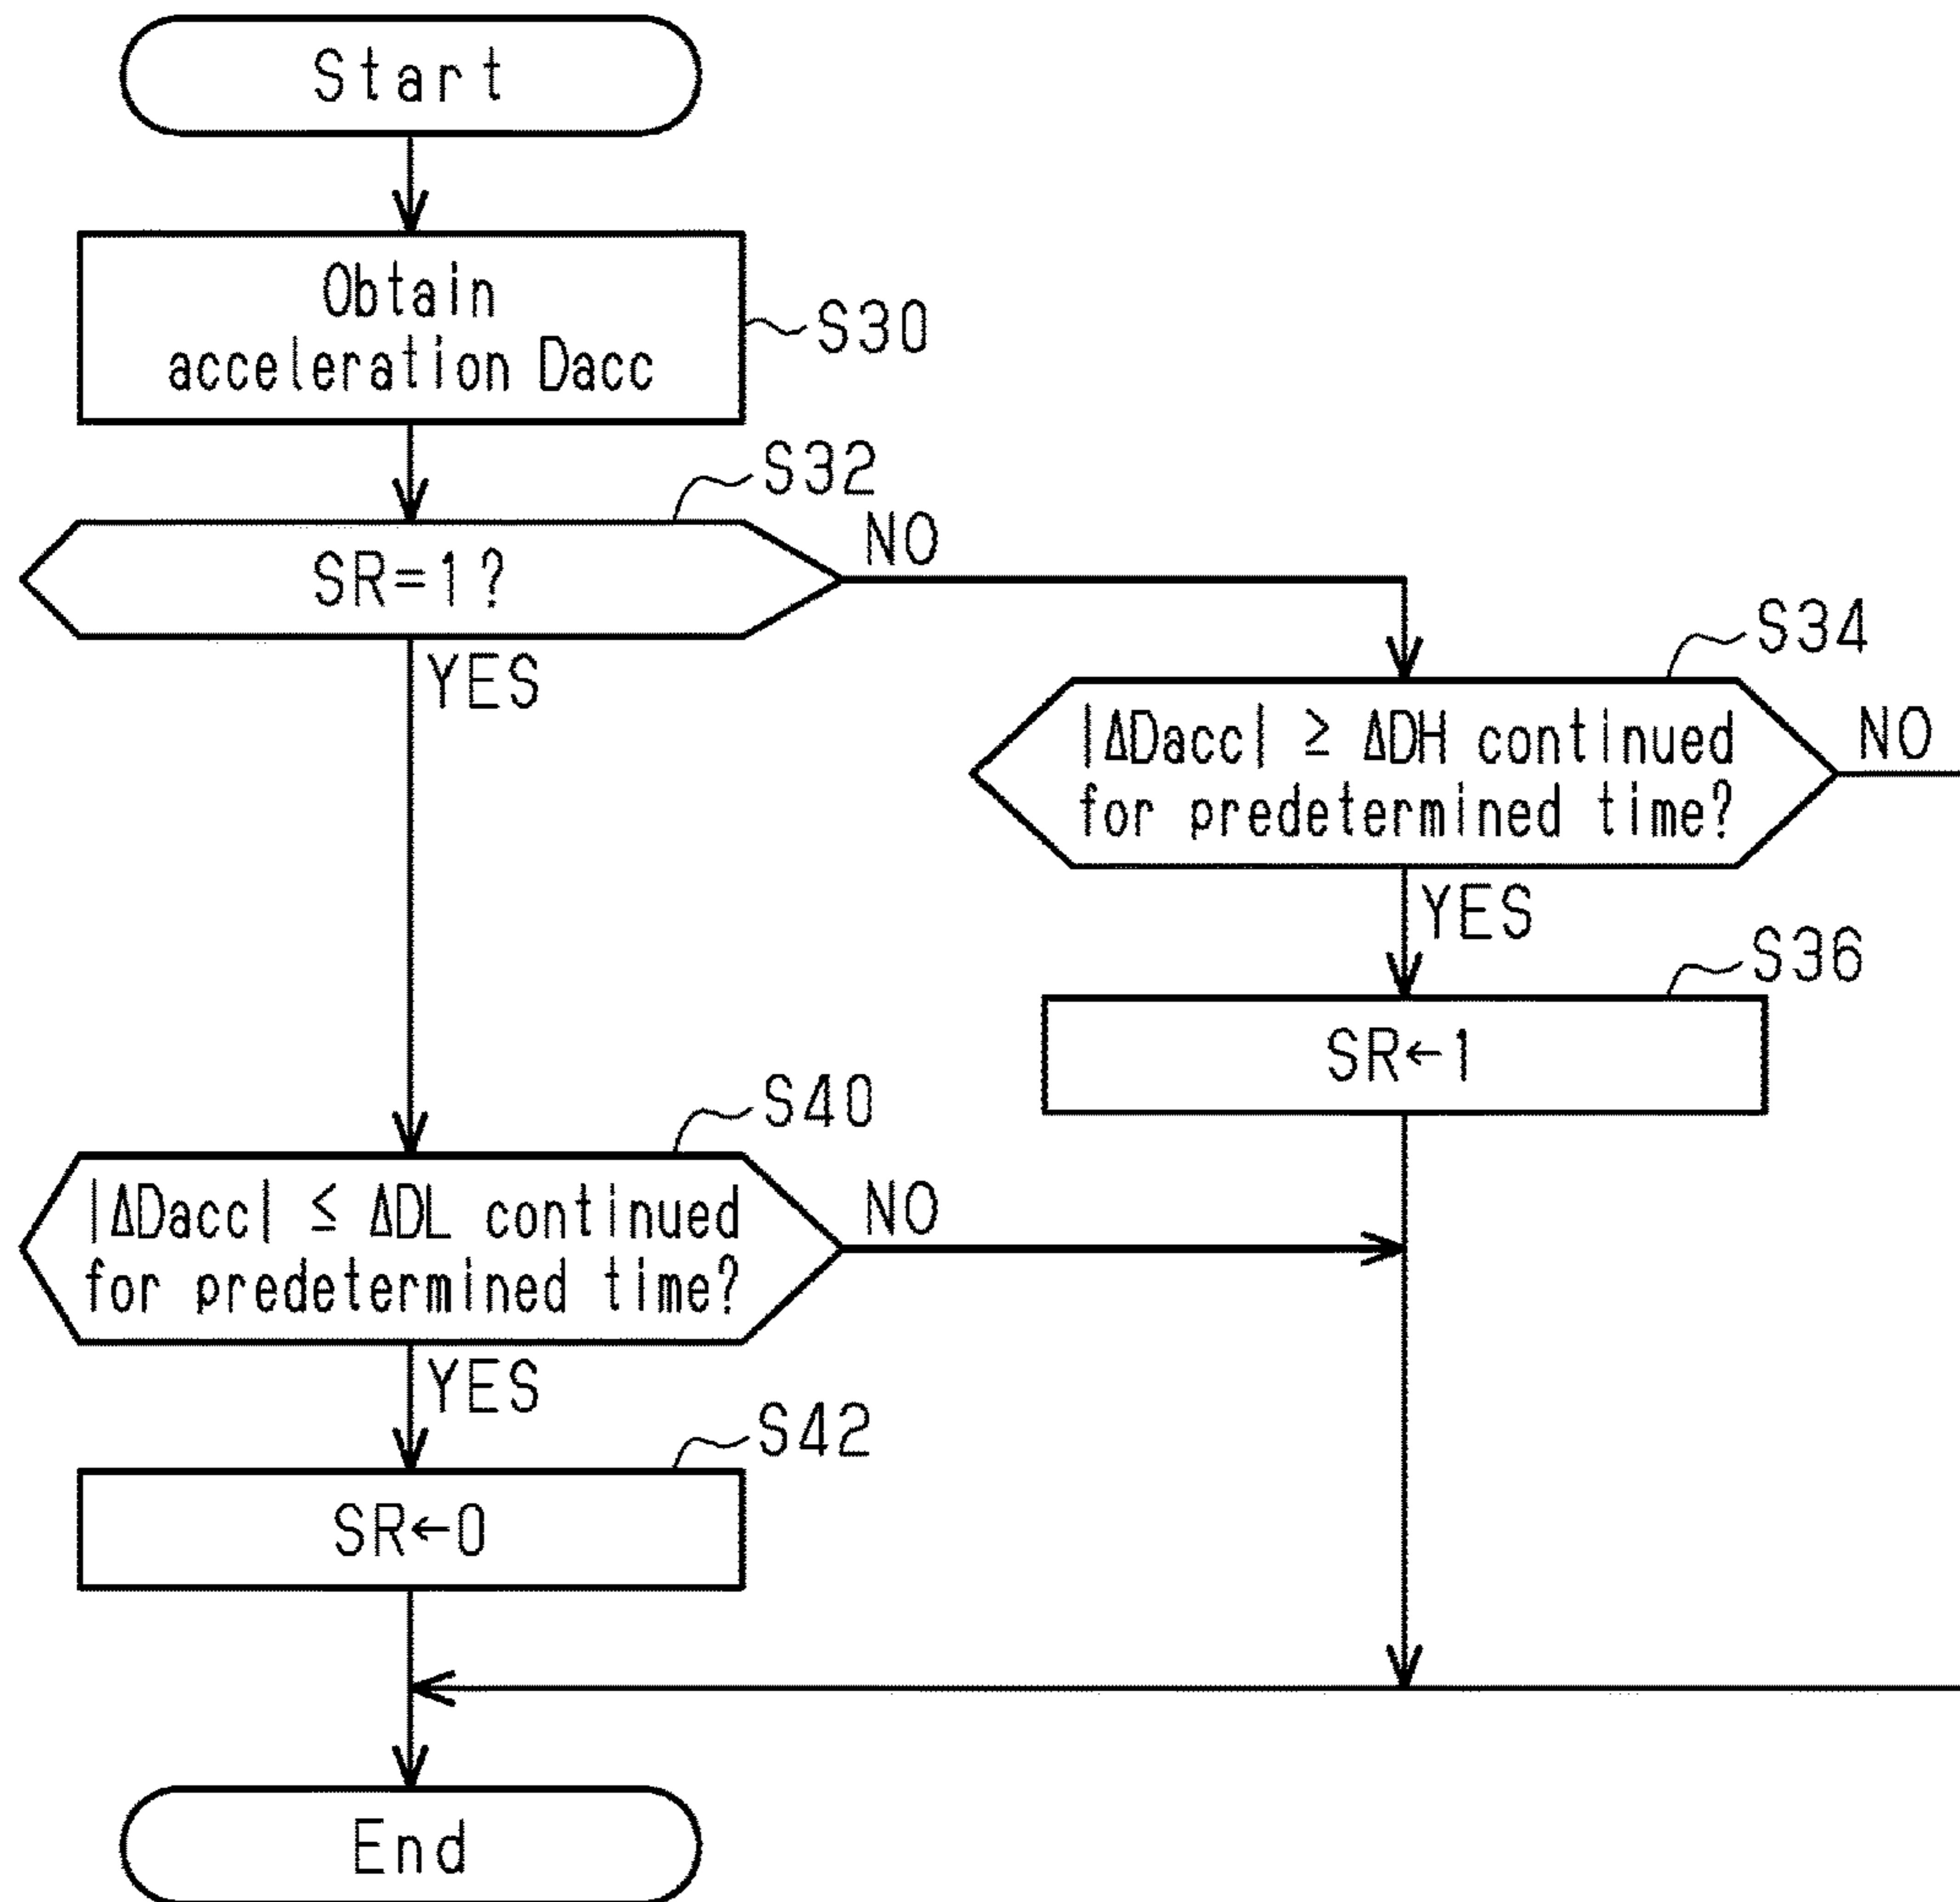 Start
Obtain
acceleration Dacc
S30
S32
SR=1?
NO
YES
S34
|ΔDacc| ≥ ΔDH continued
for predetermined time?
NO
YES
S36
SR←1
S40
|ΔDacc| ≤ ΔDL continued
for predetermined time?
NO
YES
S42
SR←0
End